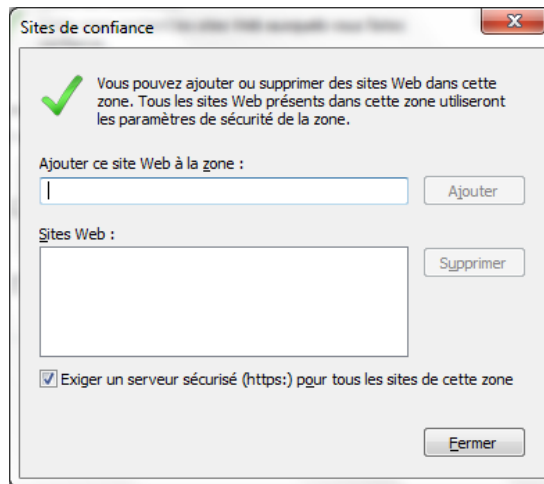 Sites de confiance
Vous pouvez ajouter ou supprimer des sites Web dans cette
zone. Tous les sites Web présents dans cette zone utiliseront
les paramètres de sécurité de la zone.
Ajouter ce site Web à la zone :
Ajouter
Sites Web :
Supprimer
Exiger un serveur sécurisé (https:) pour tous les sites de cette zone
Fermer